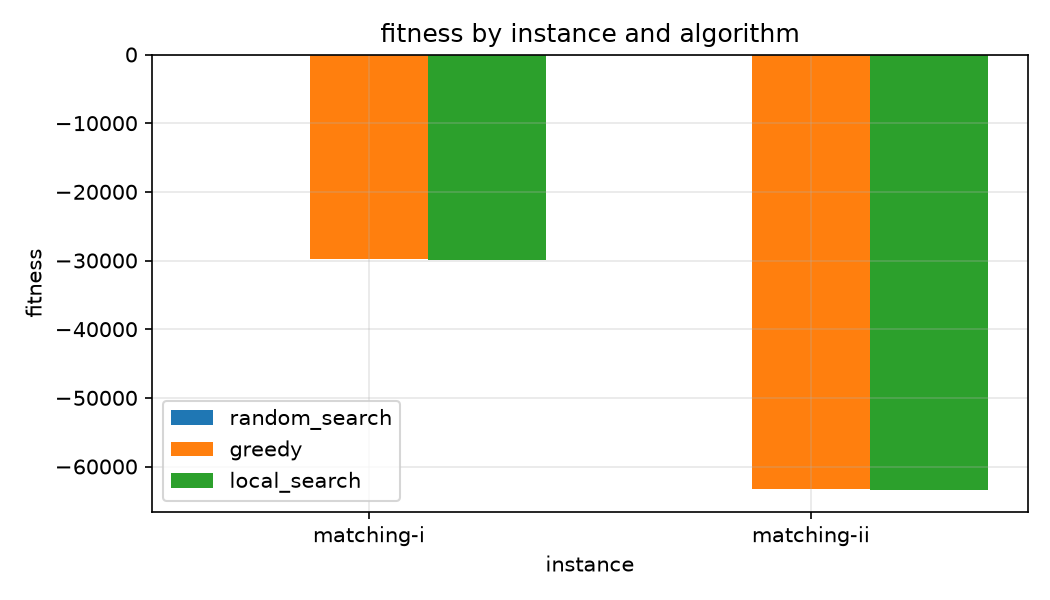 fitness by instance and algorithm
0
−10000
−20000
−30000
−40000
−50000
−60000
fitness
random_search
greedy
local_search
matching-i
matching-ii
instance